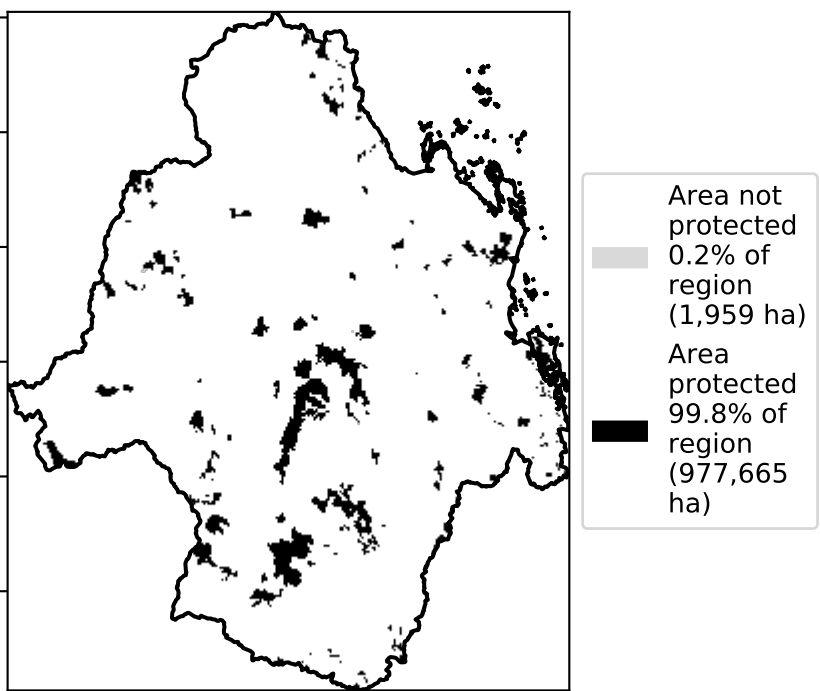 Area not
protected
0.2% of
region
(1,959 ha)
Area
protected
99.8% of
region
(977,665
ha)